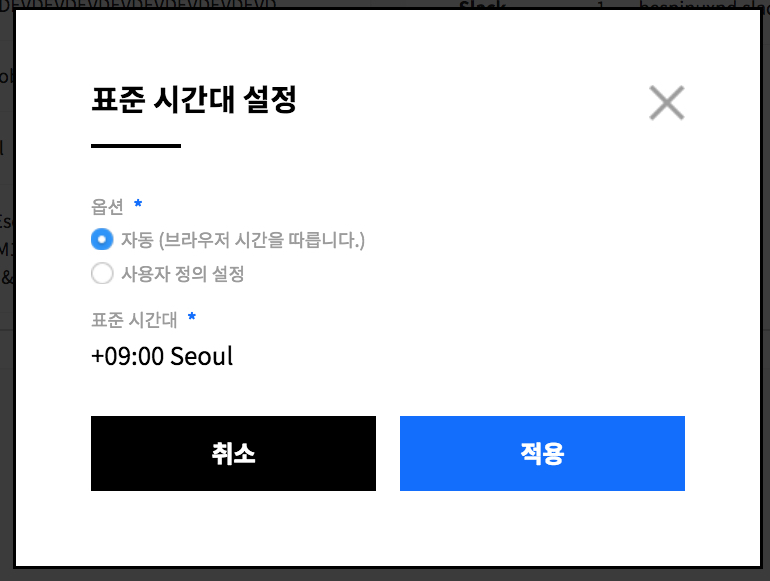 표준 시간대 설정
옵션 *
자동 (브라우저 시간을 따릅니다.)
사용자 정의 설정
표준 시간대 *
+09:00 Seoul
취소
적용